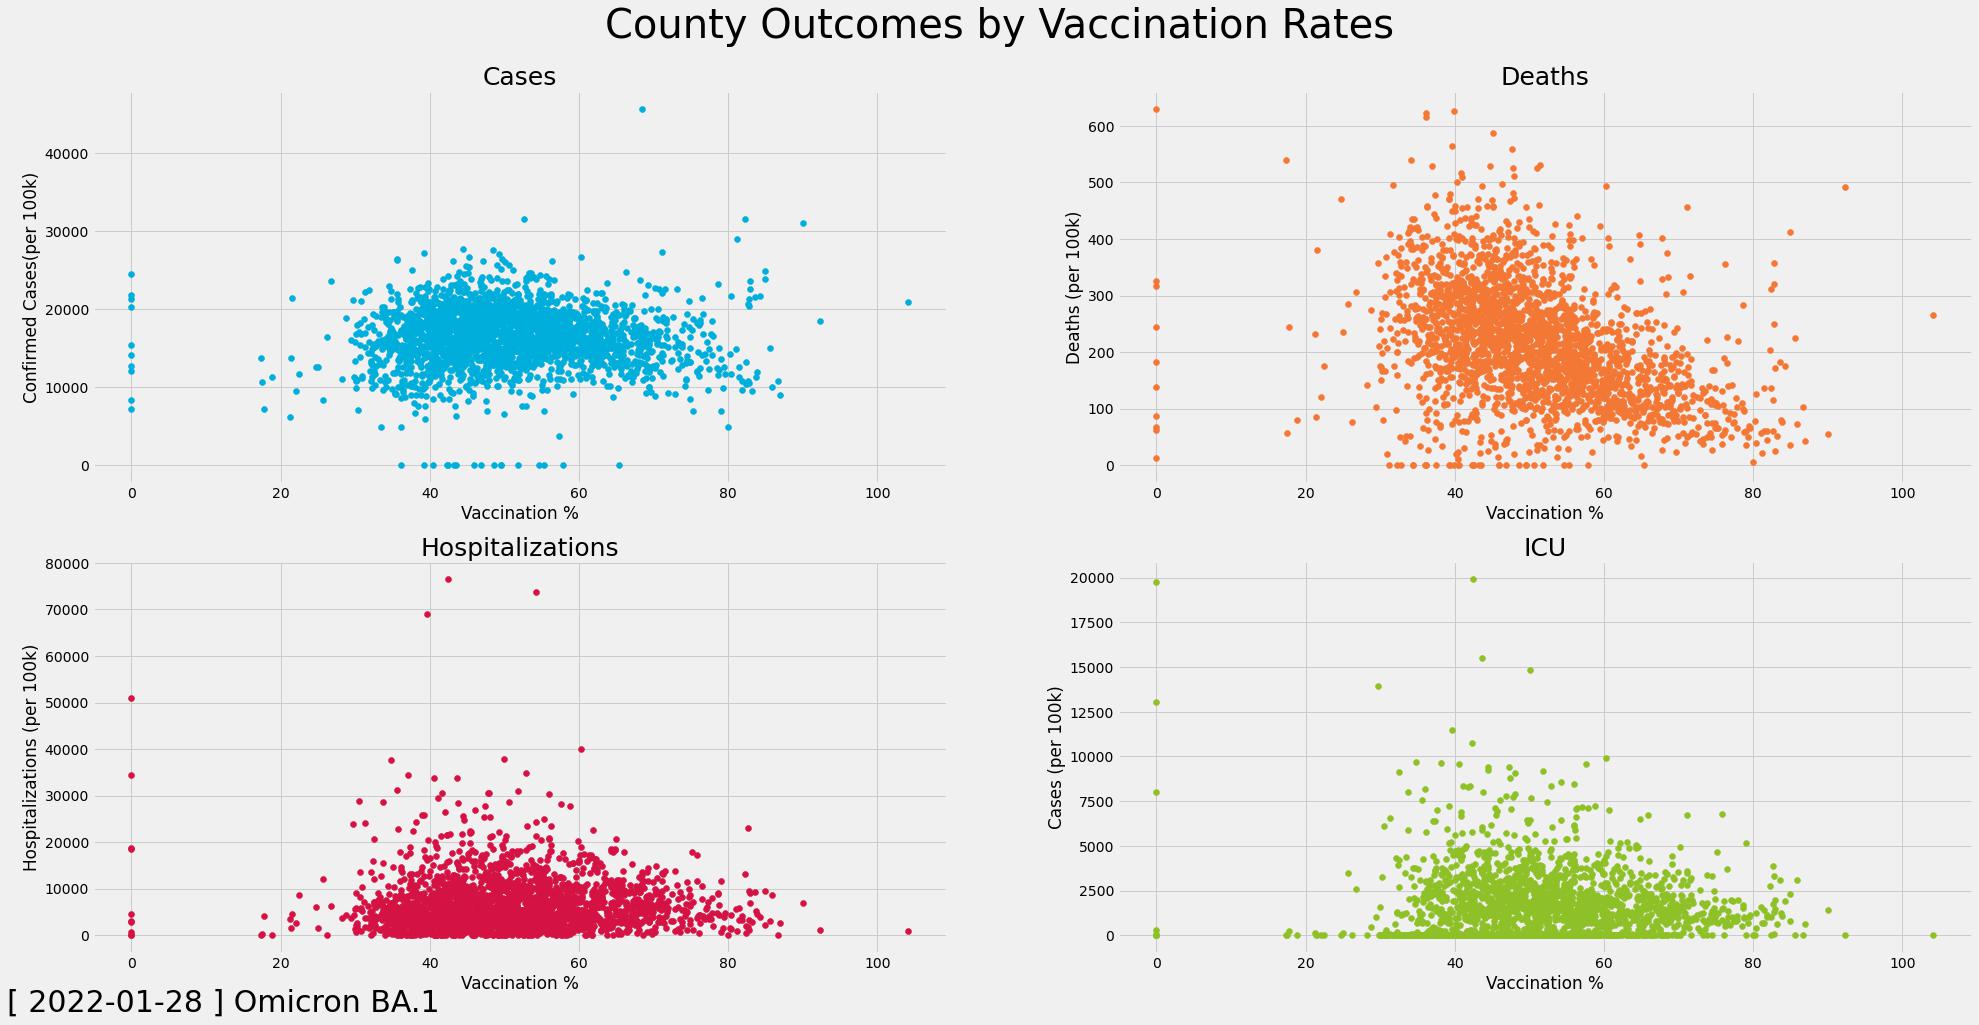 County Outcomes by Vaccination Rates
Cases
Confirmed Cases(per 100k)
40000
30000
20000
10000
0
0 20 40 60 80 100
Vaccination %
Deaths
Deaths (per 100k)
600
500
400
300
200
100
0
0 20 40 60 80 100
Vaccination %
Hospitalizations
Hospitalizations (per 100k)
80000
70000
60000
50000
40000
30000
20000
10000
0
0 20 40 60 80 100
Vaccination %
ICU
Cases (per 100k)
20000
17500
15000
12500
10000
7500
5000
2500
0
0 20 40 60 80 100
Vaccination %
[ 2022-01-28 ] Omicron BA.1